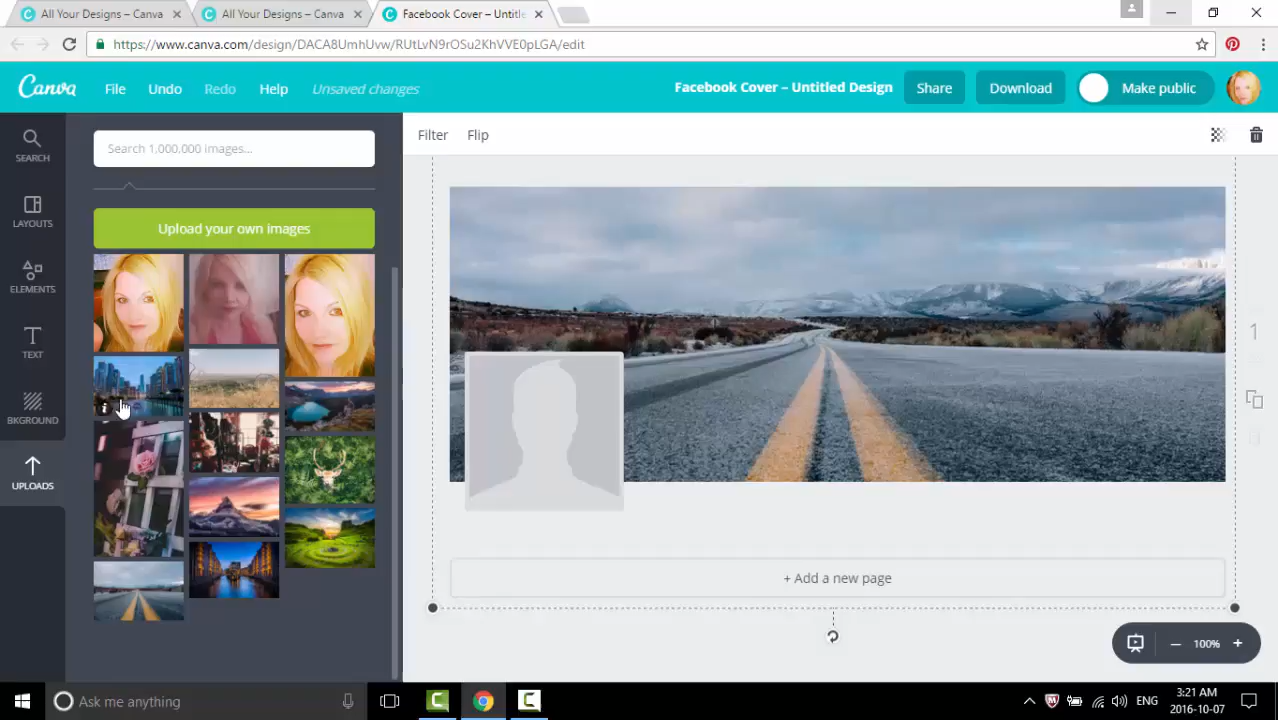 All Your Designs – Canva
All Your Designs – Canva
Facebook Cover – Untitle
https://www.canva.com/design/DACA8UmhUvw/RUtLvN9rOSu2KhVVE0pLGA/edit
Canva
File
Undo
Redo
Help
Unsaved changes
Facebook Cover – Untitled Design
Share
Download
Make public
SEARCH
LAYOUTS
ELEMENTS
TEXT
BKGROUND
UPLOADS
Search 1,000,000 images...
Upload your own images
i
Filter
Flip
1
+ Add a new page
100%
Ask me anything
ENG
3:21 AM
2016-10-07